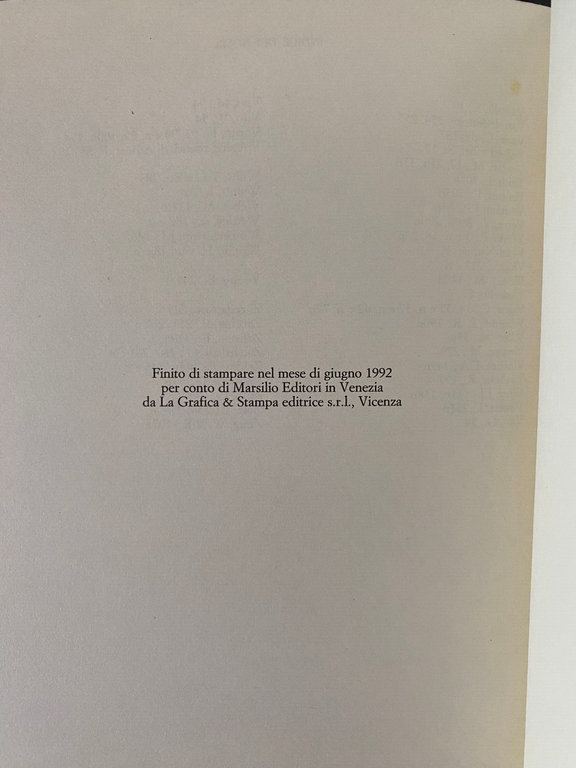 Finito di stampare nel mese di giugno 1992
per conto di Marsilio Editori in Venezia
da La Grafica & Stampa editrice s.r.l., Vicenza